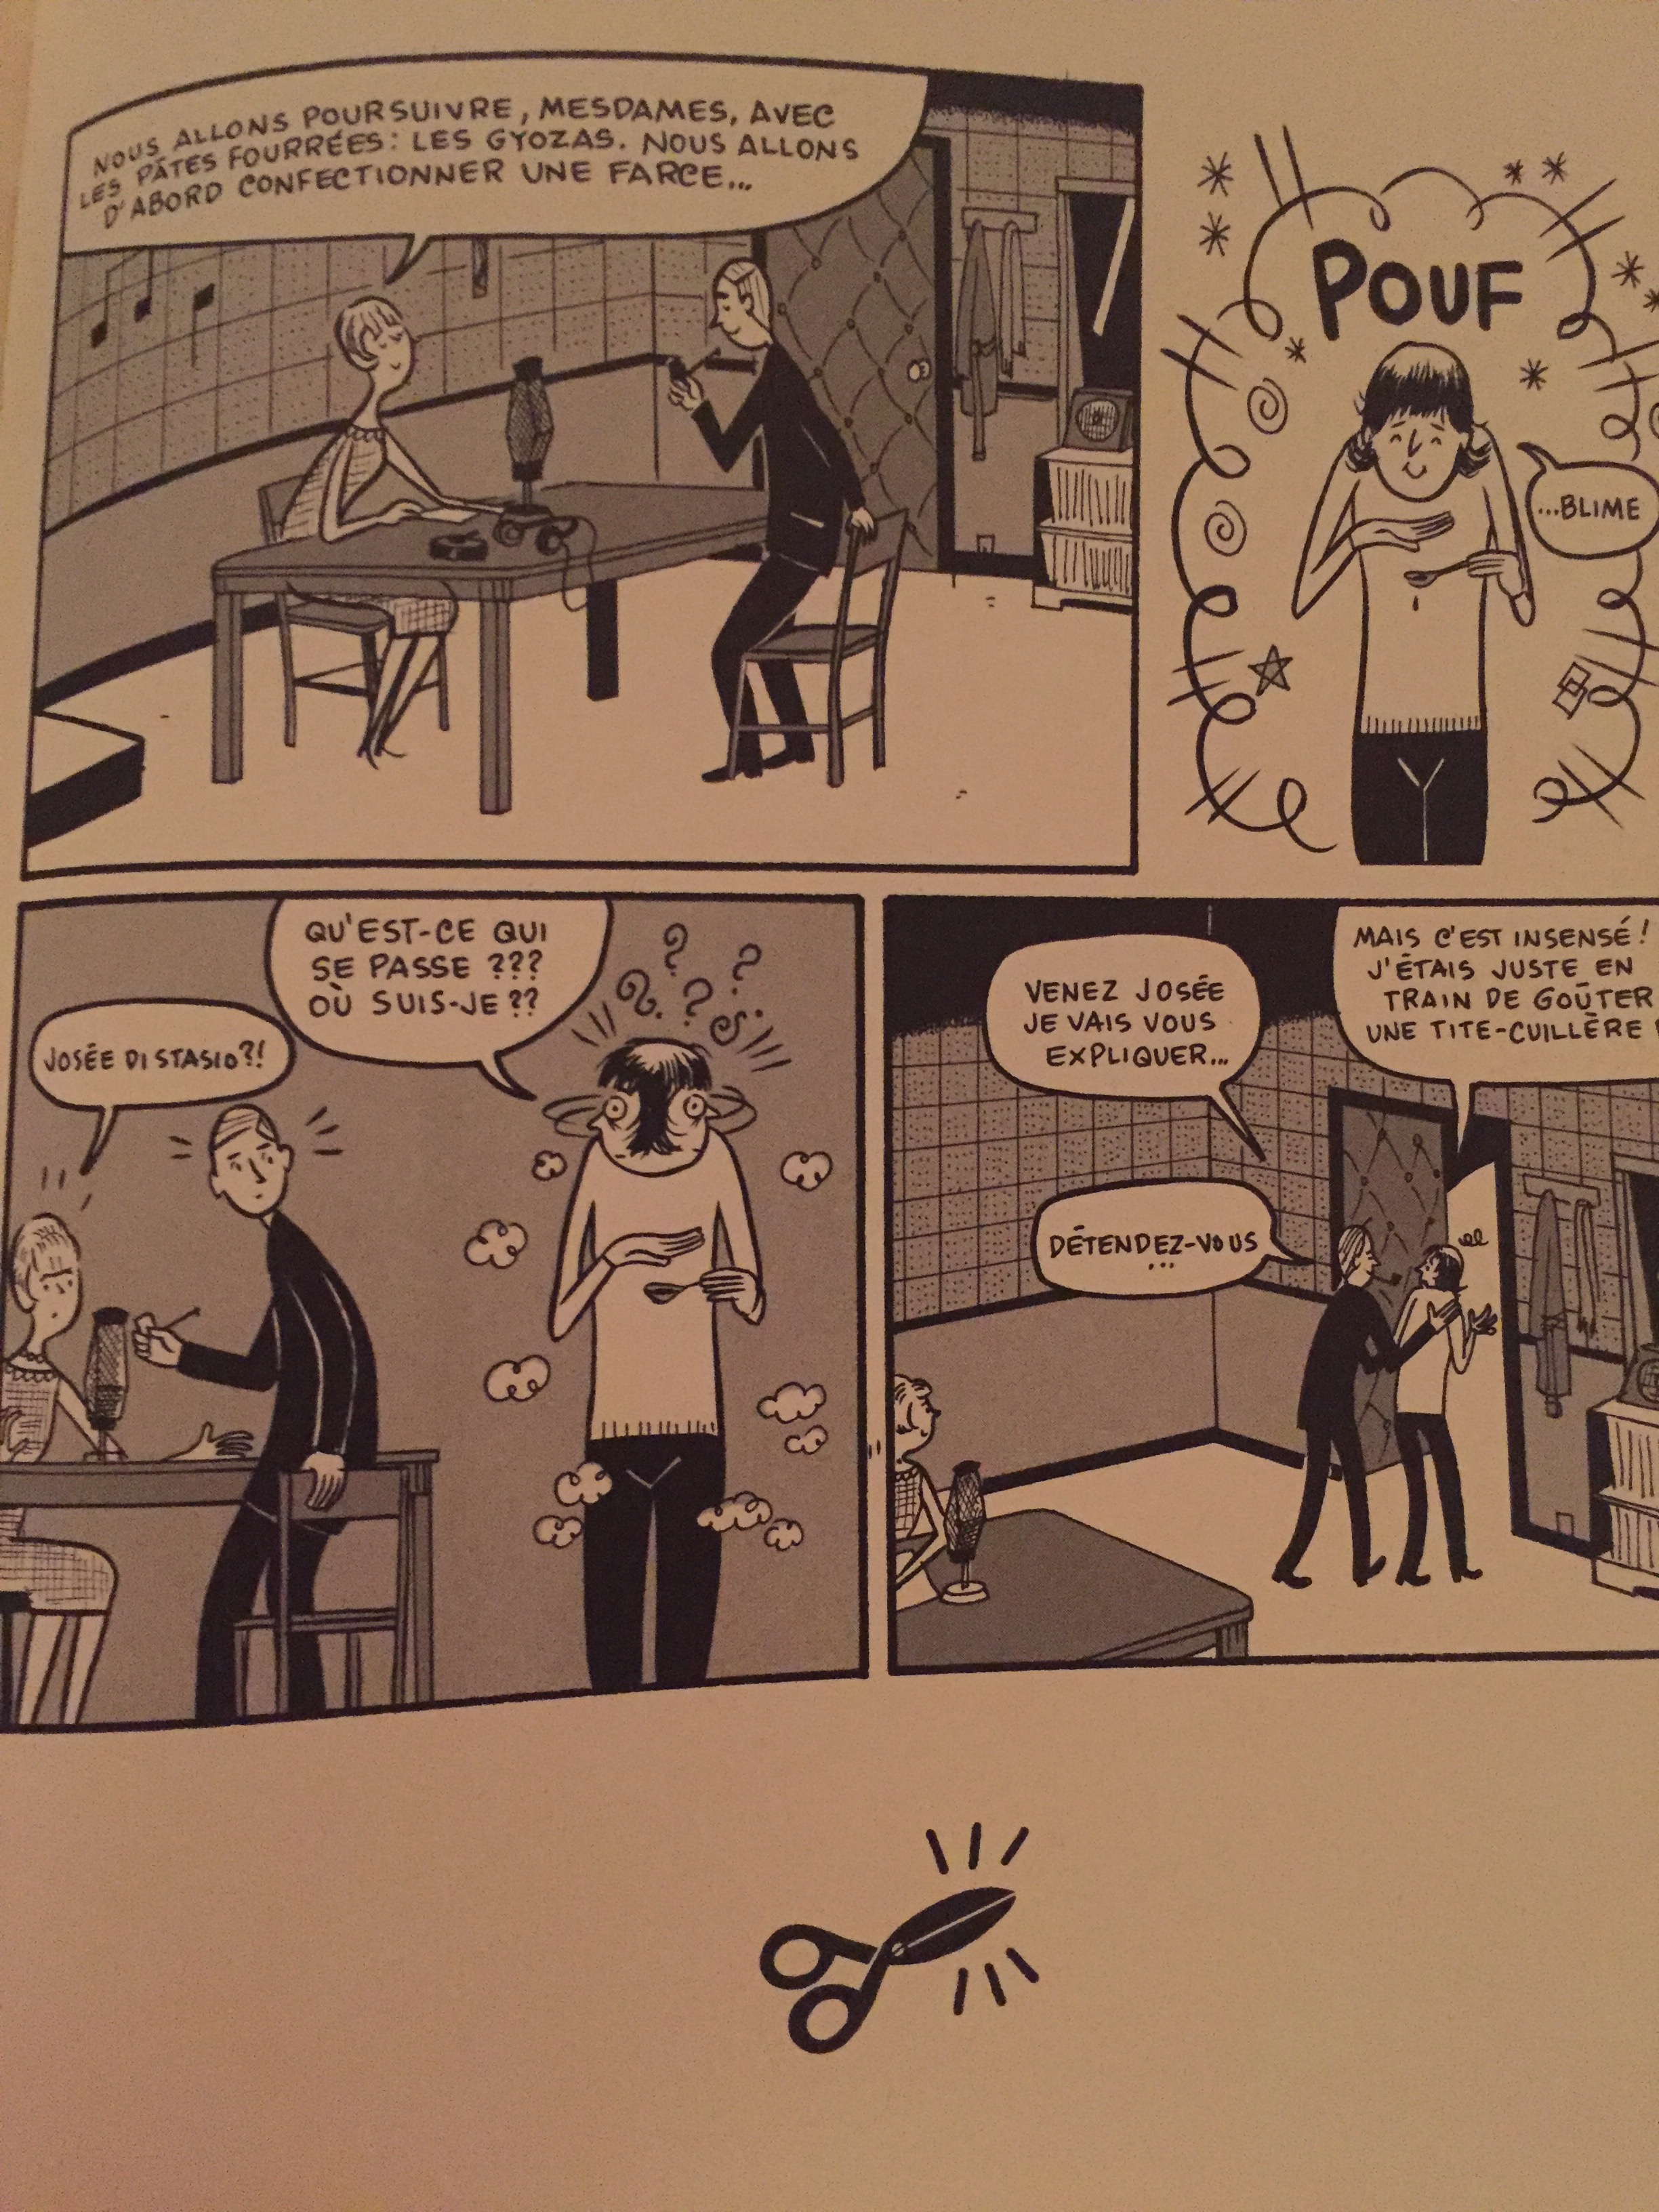 NOUS ALLONS POURSUIVRE, MESDAMES, AVEC
LES PÂTES FOURRÉES: LES GYOZAS. NOUS ALLONS
D'ABORD CONFECTIONNER UNE FARCE...
POUF
...BLIME
JOSÉE DI STASIO?!
QU'EST-CE QUI
SE PASSE ???
OÙ SUIS-JE ??
VENEZ JOSÉE
JE VAIS VOUS
EXPLIQUER...
MAIS C'EST INSENSÉ!
J'ÉTAIS JUSTE EN
TRAIN DE GOÛTER
UNE TITE-CUILLÈRE
DÉTENDEZ-VOUS
...